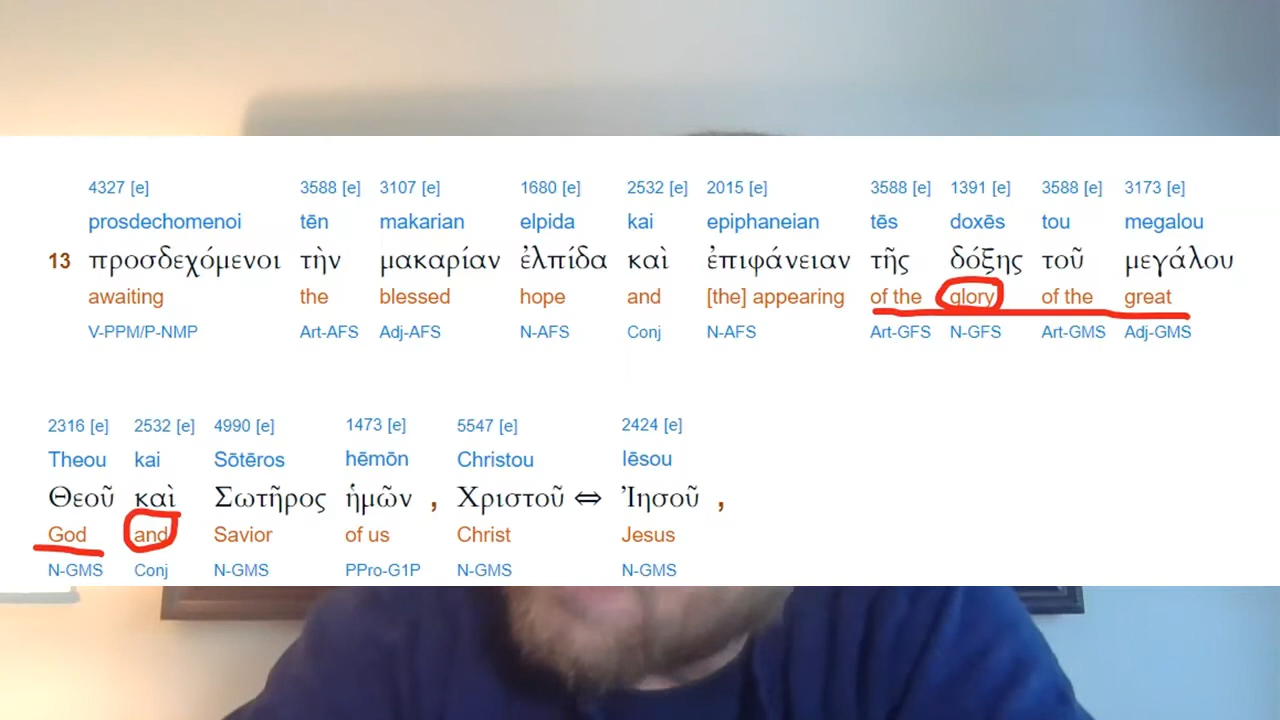 4327 [e] 3588 [e] 3107 [e] 1680 [e] 2532 [e] 2015 [e] 3588 [e] 1391 [e] 3588 [e] 3173 [e]
prosdechomenoi tēn makarian elpida kai epiphaneian tēs doxēs tou megalou
13 προσδεχόμενοι τὴν μακαρίαν ἐλπίδα καὶ ἐπιφάνειαν τῆς δόξης τοῦ μεγάλου
awaiting the blessed hope and [the] appearing of the glory of the great
V-PPM/P-NMP Art-AFS Adj-AFS N-AFS Conj N-AFS Art-GFS N-GFS Art-GMS Adj-GMS
2316 [e] 2532 [e] 4990 [e] 1473 [e] 5547 [e] 2424 [e]
Theou kai Sōtēros hēmōn Christou Iēsou
Θεοῦ καὶ Σωτῆρος ἡμῶν , Χριστοῦ ⇔ Ἰησοῦ ,
God and Savior of us Christ Jesus
N-GMS Conj N-GMS PPro-G1P N-GMS N-GMS